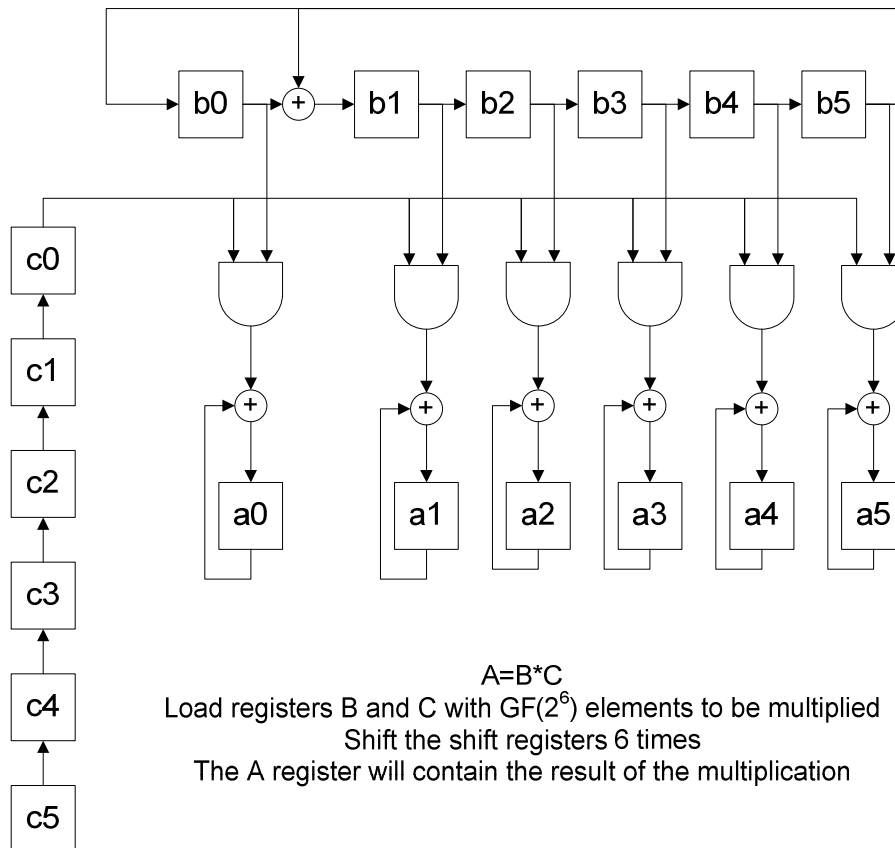 b0 + b1 b2 b3 b4 b5
c0
c1
+ + + + + +
c2
a0 a1 a2 a3 a4 a5
c3
A=B*C
c4
Load registers B and C with GF(2⁶) elements to be multiplied
Shift the shift registers 6 times
The A register will contain the result of the multiplication
c5